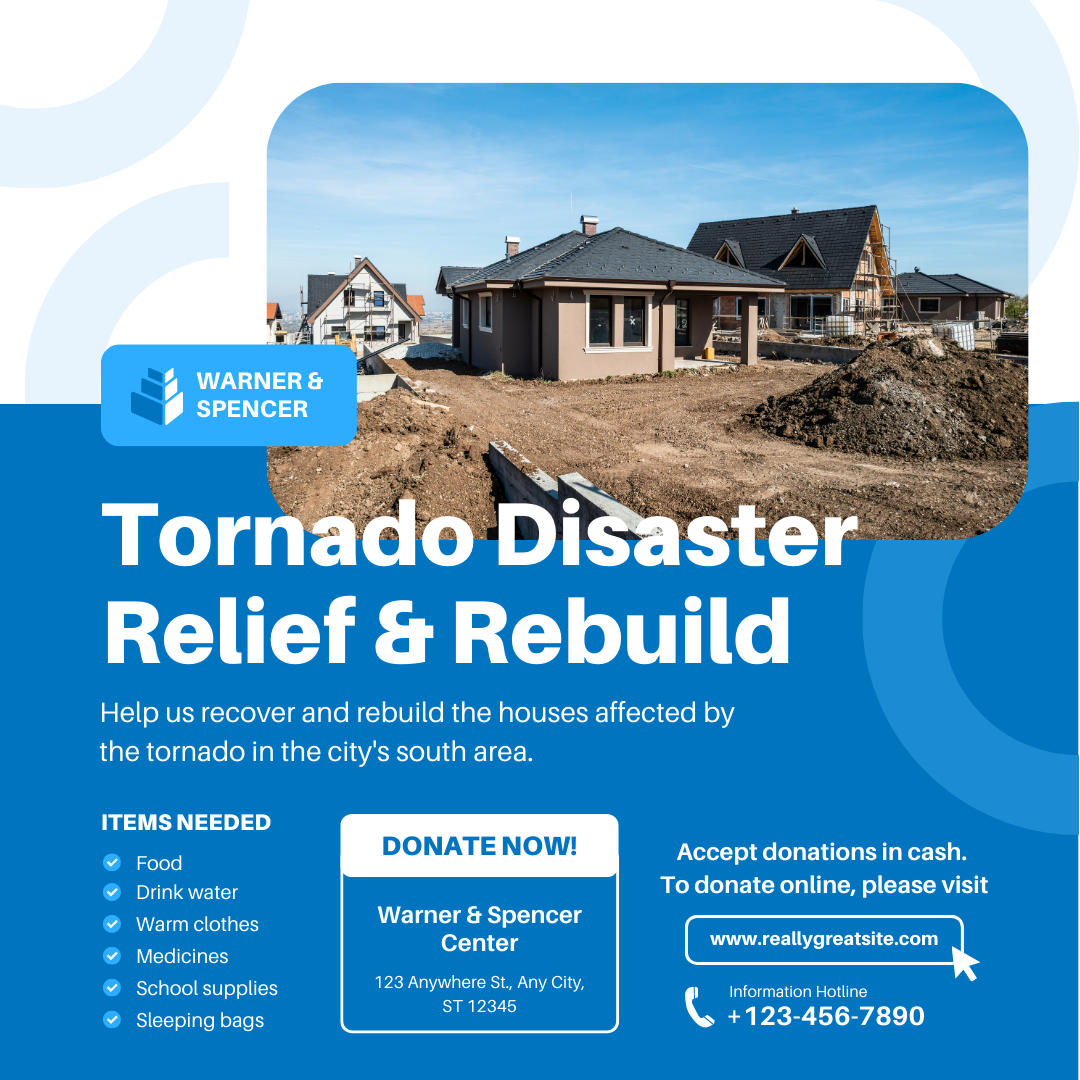 WARNER &
SPENCER
Tornado Disaster
Relief & Rebuild
Help us recover and rebuild the houses affected by
the tornado in the city's south area.
ITEMS NEEDED
Food
Drink water
Warm clothes
Medicines
School supplies
Sleeping bags
DONATE NOW!
Warner & Spencer
Center
123 Anywhere St., Any City,
ST 12345
Accept donations in cash.
To donate online, please visit
www.reallygreatsite.com
Information Hotline
+123-456-7890